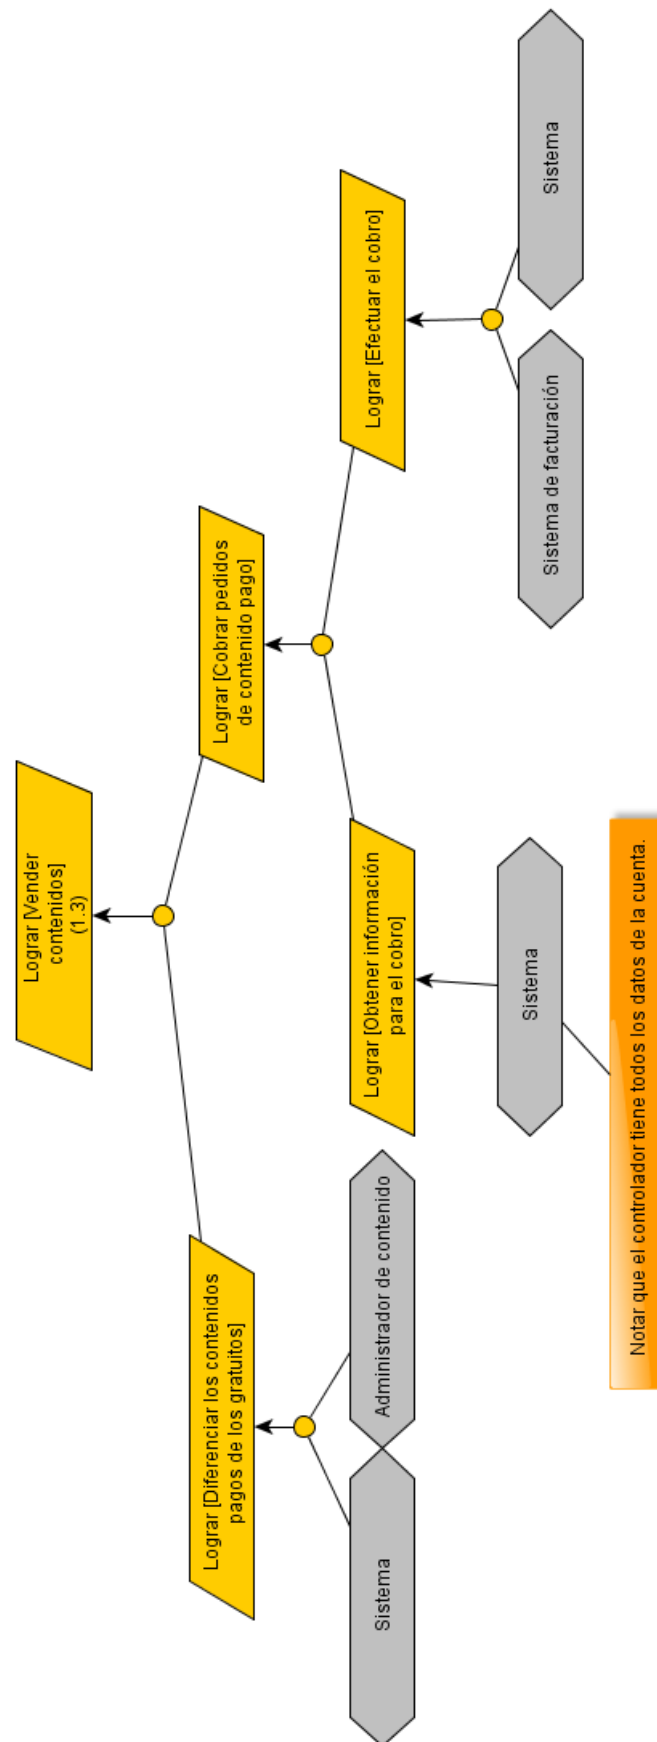 Lograr [Vender
contenidos]
(1.3)
Lograr [Diferenciar los contenidos
pagos de los gratuitos]
Lograr [Cobrar pedidos
de contenido pago]
Sistema
Administrador de contenido
Lograr [Obtener información
para el cobro]
Lograr [Efectuar el cobro]
Sistema
Sistema de facturación
Sistema
Notar que el controlador tiene todos los datos de la cuenta.